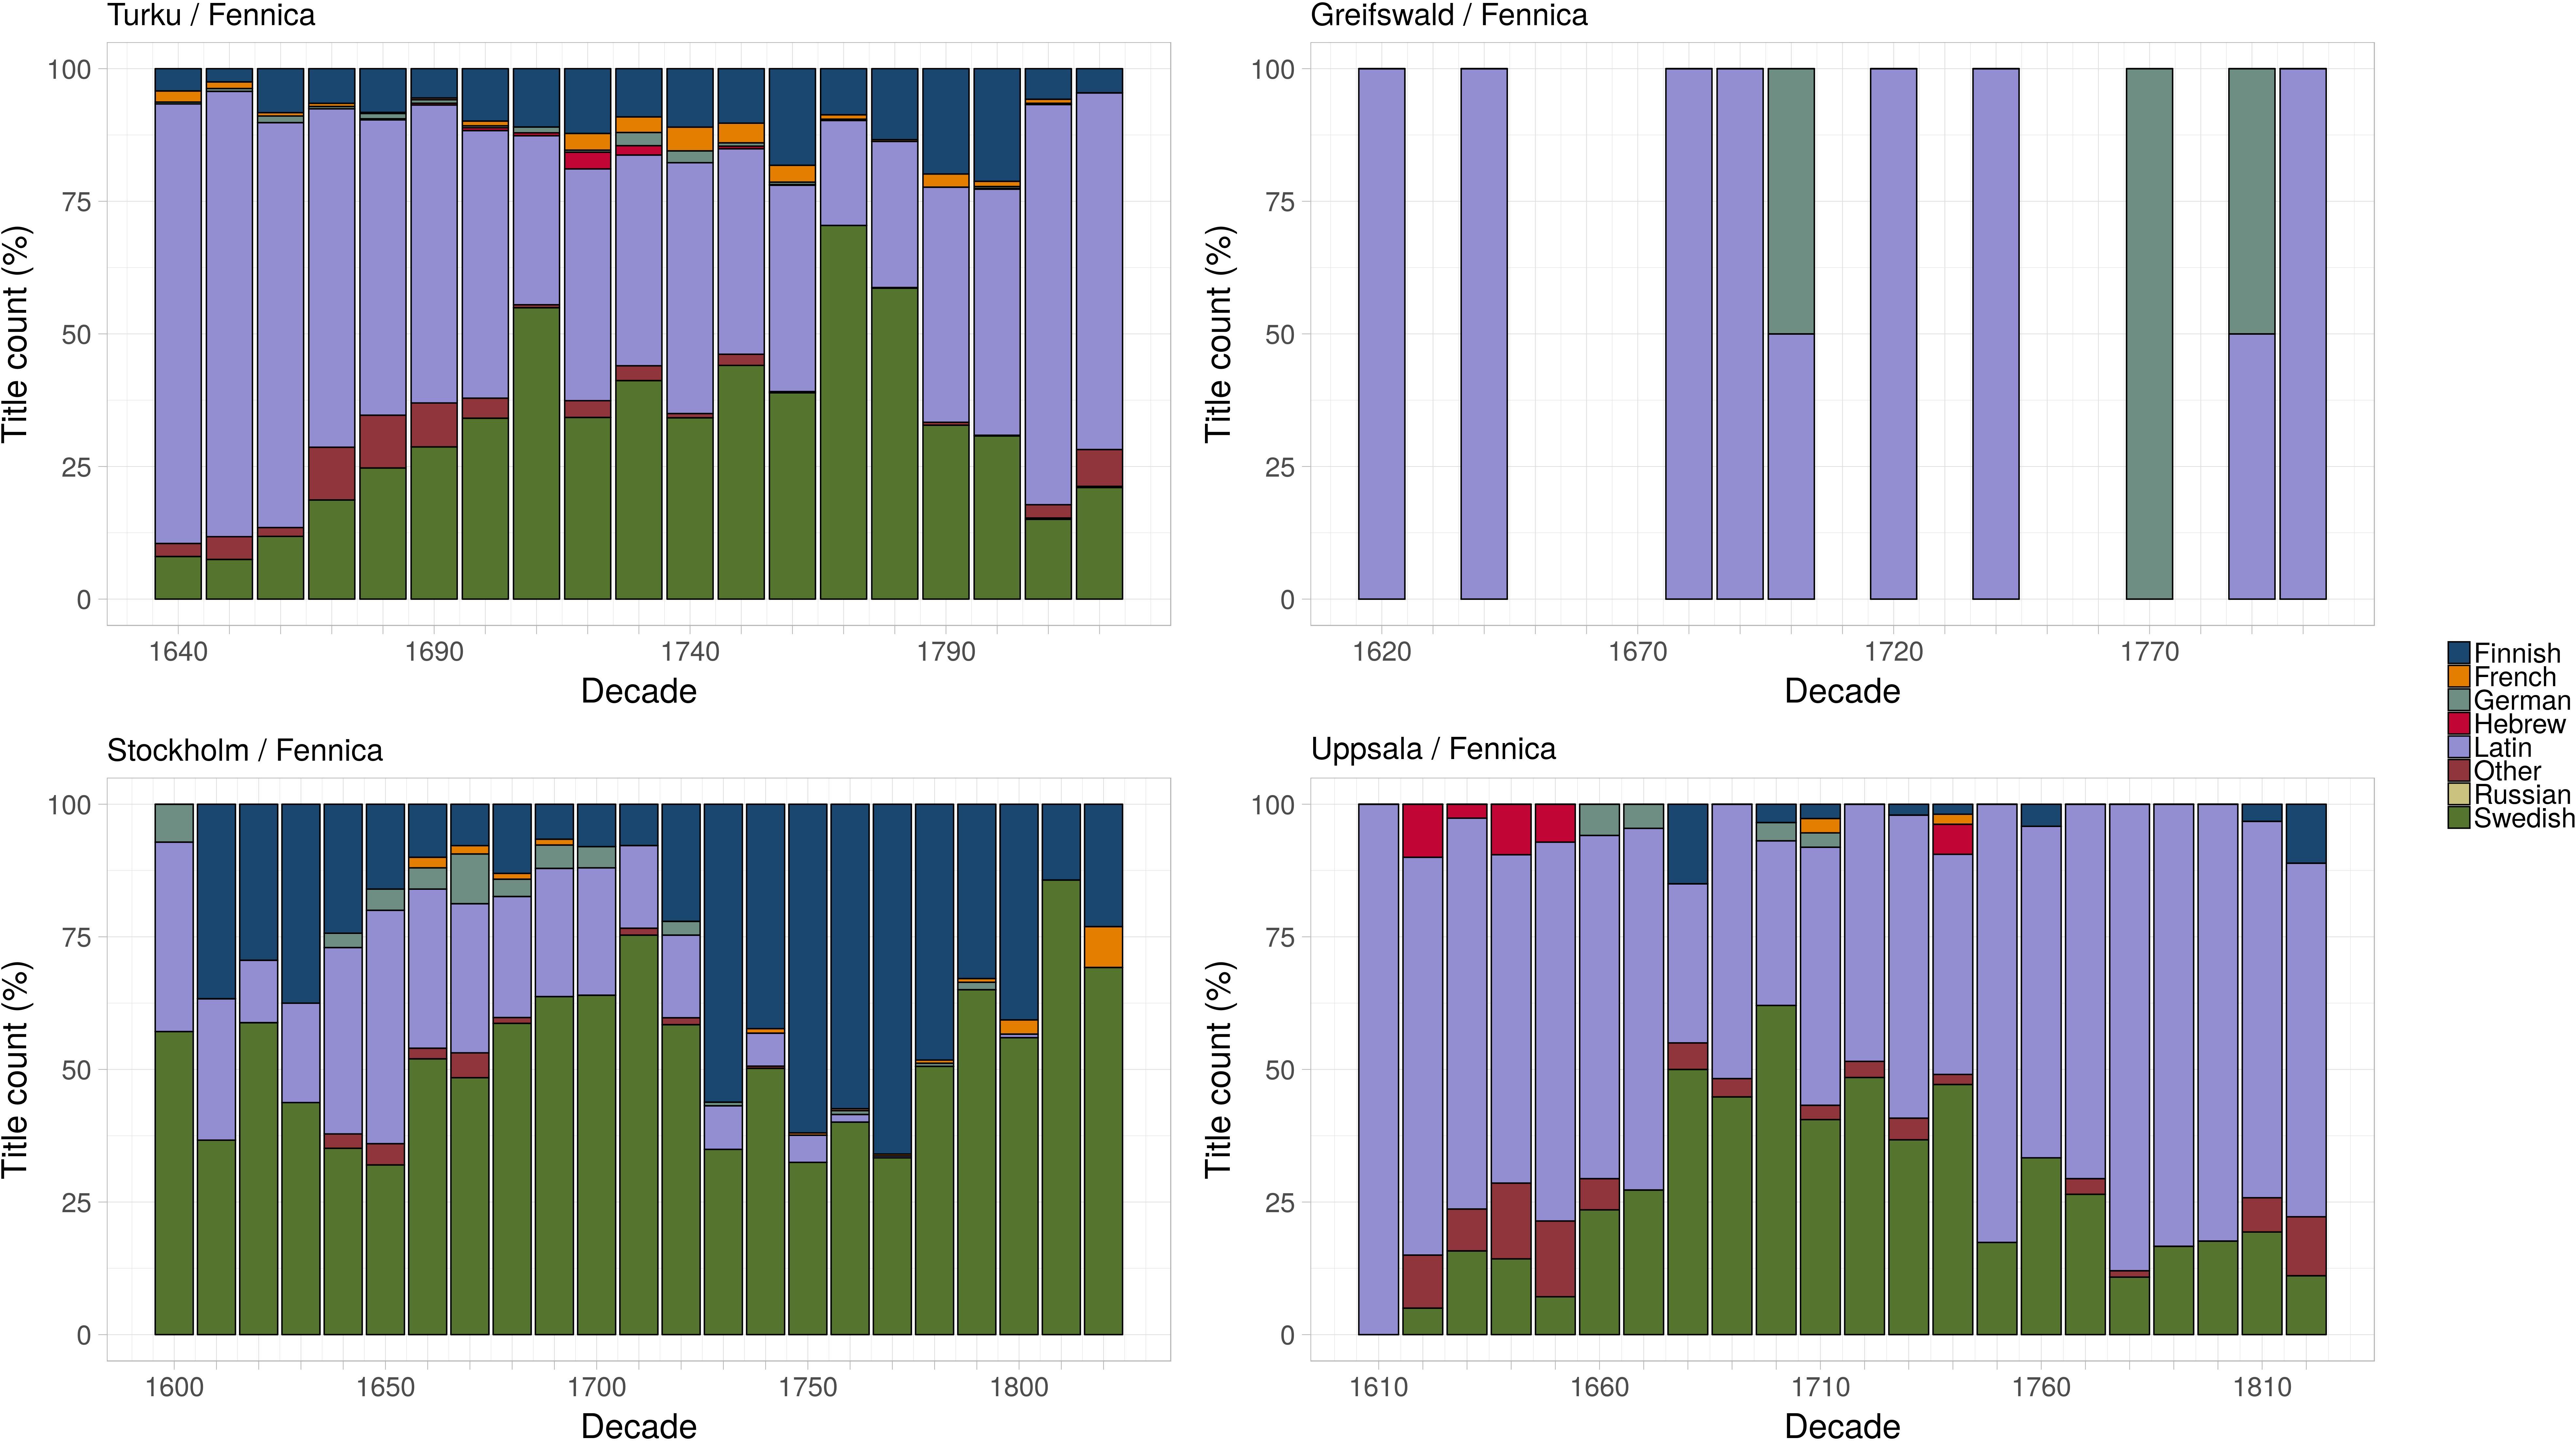 Turku / Fennica
Title count (%)
100
75
50
25
0
1640 1690 1740 1790
Decade
Greifswald / Fennica
Title count (%)
100
75
50
25
0
1620 1670 1720 1770
Decade
Stockholm / Fennica
Title count (%)
100
75
50
25
0
1600 1650 1700 1750 1800
Decade
Uppsala / Fennica
Title count (%)
100
75
50
25
0
1610 1660 1710 1760 1810
Decade
Finnish
French
German
Hebrew
Latin
Other
Russian
Swedish